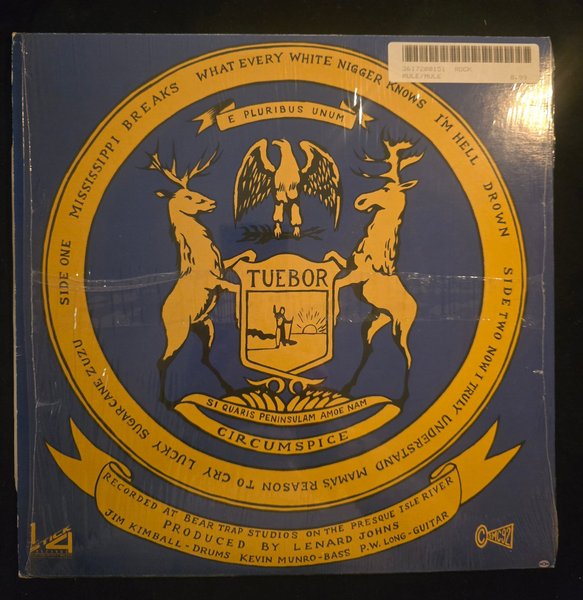 3617200151 ROCK
MULE/MULE 8.99
SIDE ONE MISSISSIPPI BREAKS WHAT EVERY WHITE NIGGER KNOWS I'M HELL DROWN
SIDE TWO NOW I TRULY UNDERSTAND MAMA'S REASON TO CRY LUCKY SUGARCANE ZUZU
E PLURIBUS UNUM
TUEBOR
SI QUARIS PENINSULAM AMOE NAM
CIRCUMSPICE
RECORDED AT BEAR TRAP STUDIOS ON THE PRESQUE ISLE RIVER
PRODUCED BY LENARD JOHNS
JIM KIMBALL - DRUMS KEVIN MUNRO - BASS P.W. LONG - GUITAR